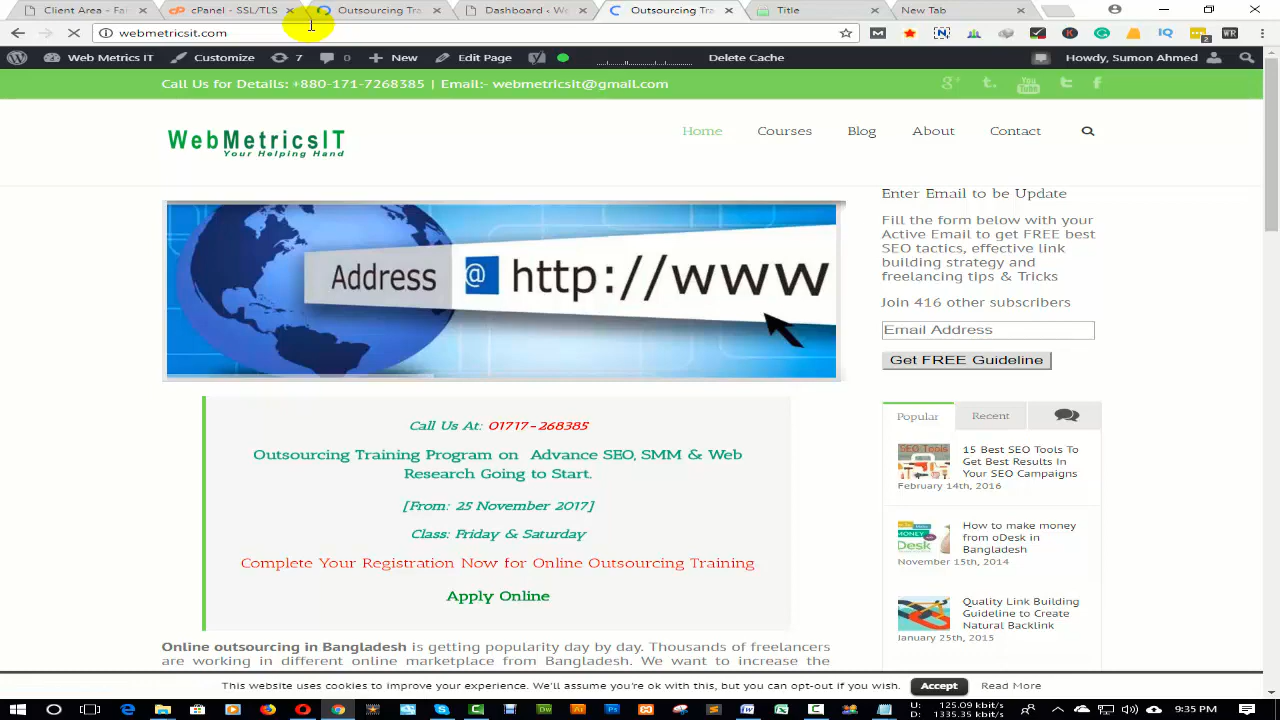 Client Area - Fa
cPanel - SSL/TLS
Outsourcing Tra
Dashboard ‹ We
Outsourcing Tra
Title
New Tab
webmetricsit.com
Web Metrics IT
Customize
7
0
New
Edit Page
Delete Cache
Howdy, Sumon Ahmed
Call Us for Details: +880-171-7268385 | Email:- webmetricsit@gmail.com
WebMetricsIT
Your Helping Hand
Home
Courses
Blog
About
Contact
Address @ http://www
Enter Email to be Update
Fill the form below with your
Active Email to get FREE best
SEO tactics, effective link
building strategy and
freelancing tips & Tricks
Join 416 other subscribers
Email Address
Get FREE Guideline
Call Us At: 01717-268385
Outsourcing Training Program on Advance SEO, SMM & Web
Research Going to Start.
[From: 25 November 2017]
Class: Friday & Saturday
Complete Your Registration Now for Online Outsourcing Training
Apply Online
Online outsourcing in Bangladesh is getting popularity day by day. Thousands of freelancers
are working in different online marketplace from Bangladesh. We want to increase the
Popular
Recent
15 Best SEO Tools To
Get Best Results In
Your SEO Campaigns
February 14th, 2016
How to make money
from oDesk in
Bangladesh
November 15th, 2014
Quality Link Building
Guideline to Create
Natural Backlink
January 25th, 2015
This website uses cookies to improve your experience. We'll assume you're ok with this, but you can opt-out if you wish.
Accept
Read More
U: 125.09 kbit/s
D: 1335.35 kbit/s
9:35 PM